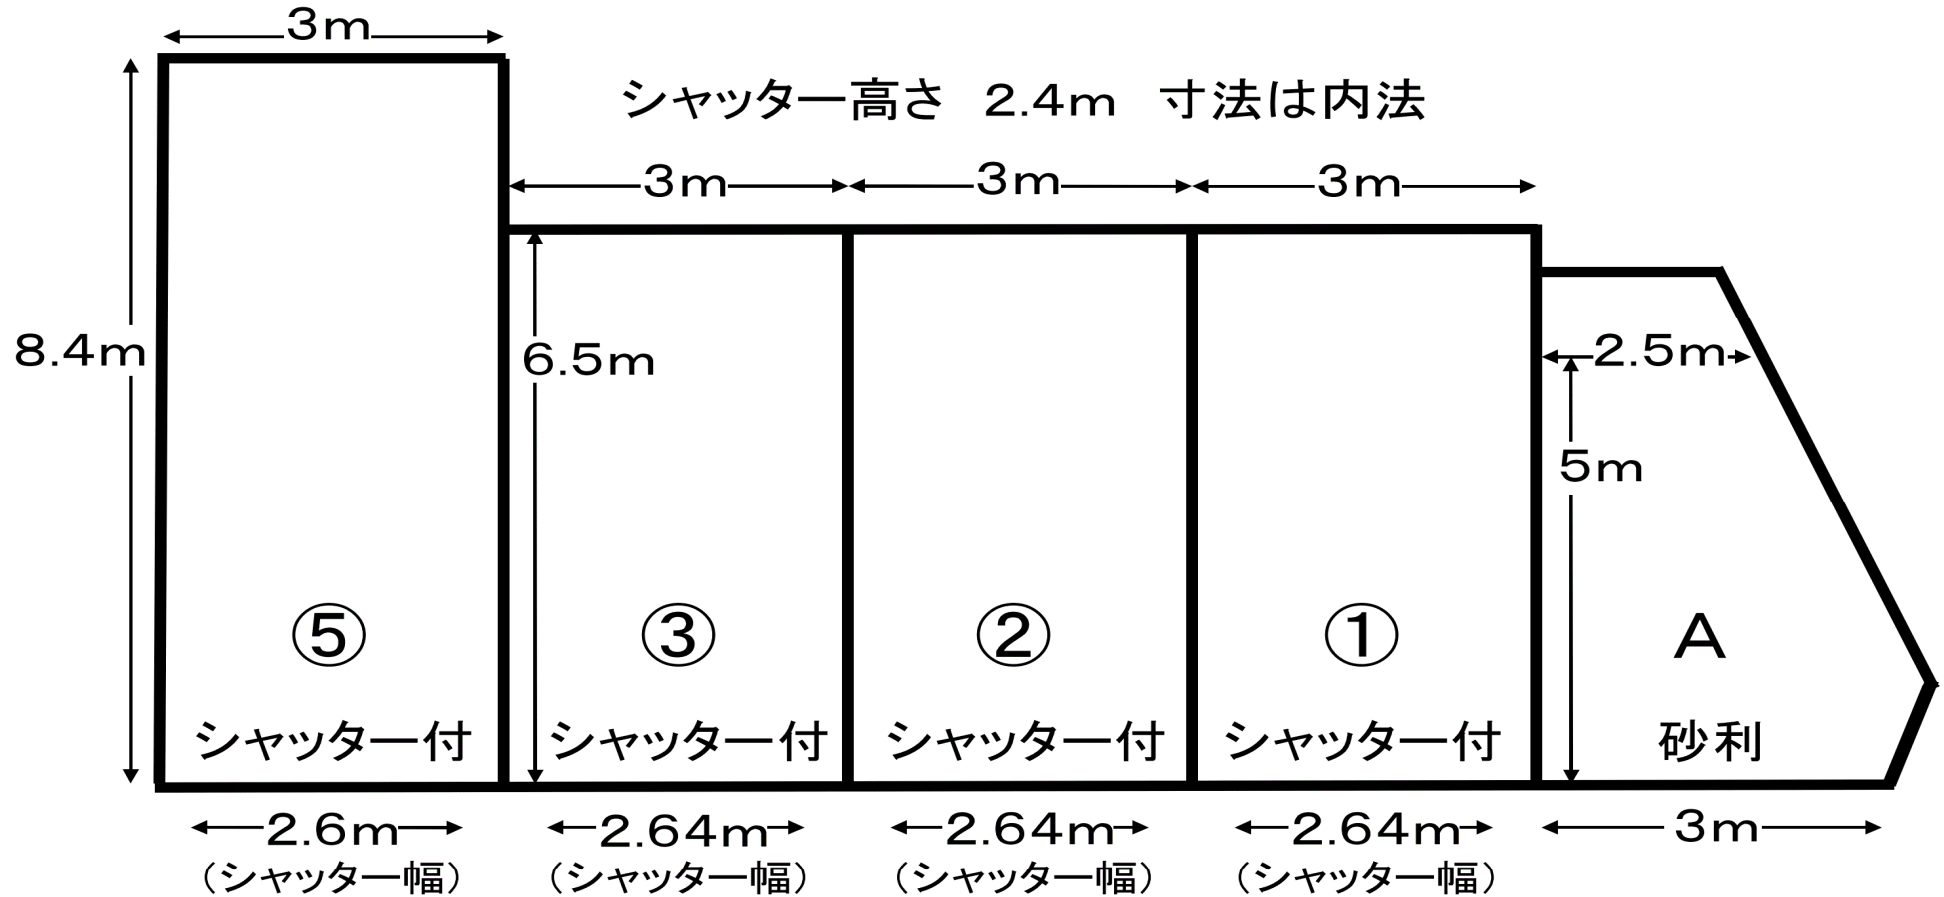 3m
シャッター高さ 2.4m 寸法は内法
3m 3m 3m
8.4m 6.5m 2.5m
5m
⑤ ③ ② ① A
シャッター付 シャッター付 シャッター付 シャッター付 砂利
2.6m 2.64m 2.64m 2.64m 3m
（シャッター幅） （シャッター幅） （シャッター幅） （シャッター幅）